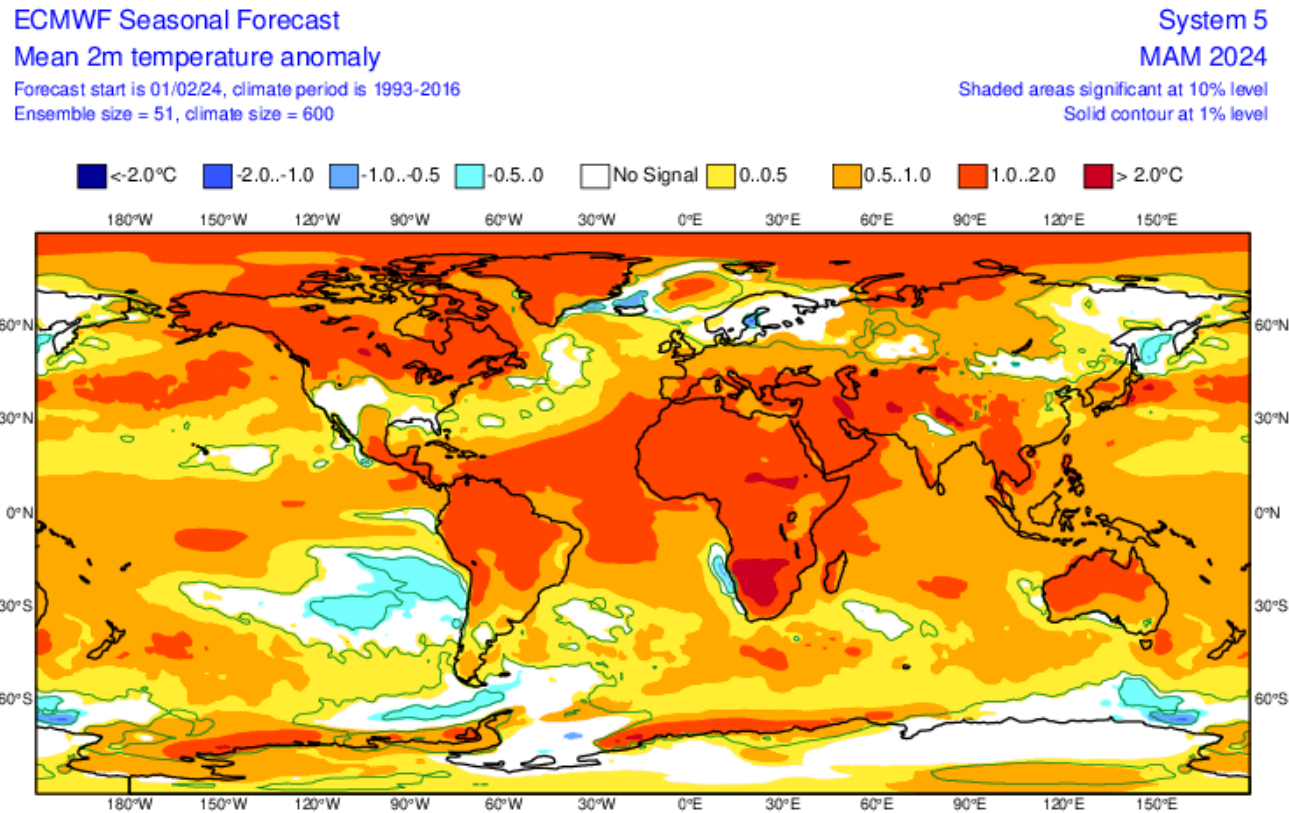 ECMWF Seasonal Forecast
System 5
Mean 2m temperature anomaly
MAM 2024
Forecast start is 01/02/24, climate period is 1993-2016
Shaded areas significant at 10% level
Ensemble size = 51, climate size = 600
Solid contour at 1% level
<-2.0°C -2.0..-1.0 -1.0..-0.5 -0.5..0 No Signal 0..0.5 0.5..1.0 1.0..2.0 > 2.0°C
180°W 150°W 120°W 90°W 60°W 30°W 0°E 30°E 60°E 90°E 120°E 150°E
60°N 60°N
30°N 30°N
0°N 0°N
30°S 30°S
60°S 60°S
180°W 150°W 120°W 90°W 60°W 30°W 0°E 30°E 60°E 90°E 120°E 150°E